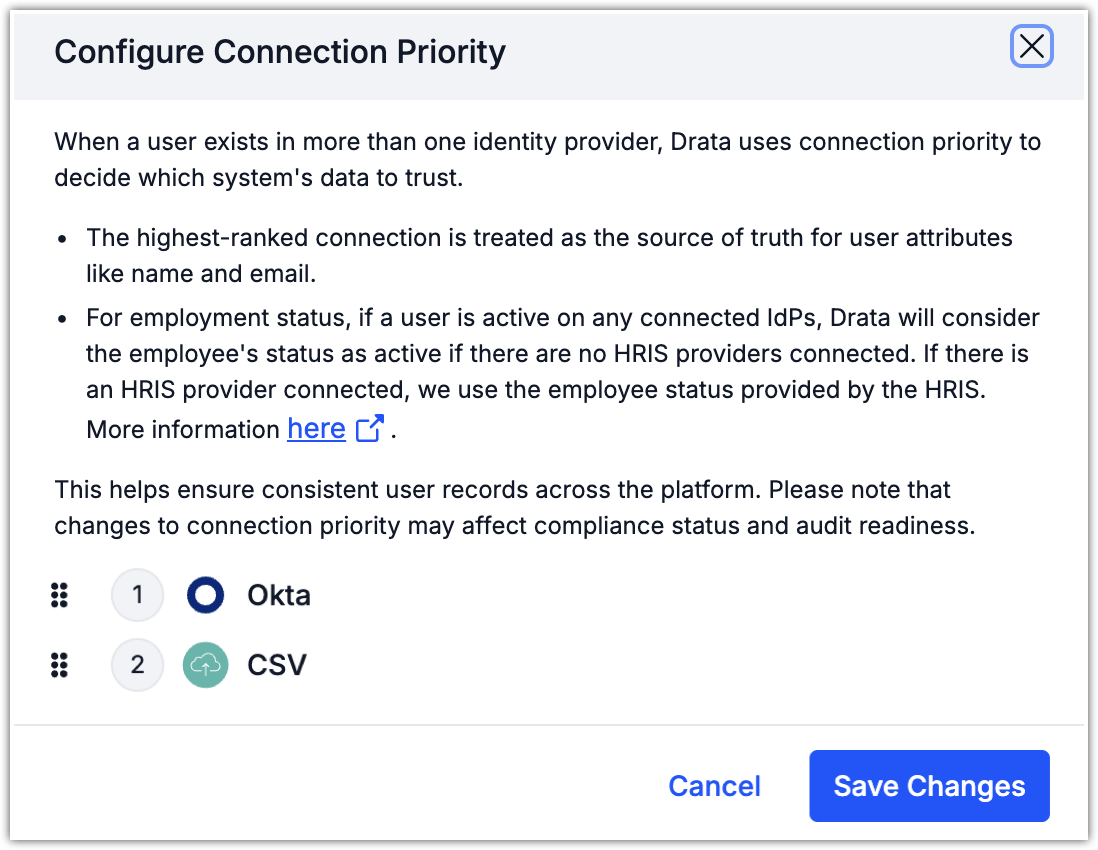 Configure Connection Priority
When a user exists in more than one identity provider, Drata uses connection priority to
decide which system's data to trust.
• The highest-ranked connection is treated as the source of truth for user attributes
like name and email.
• For employment status, if a user is active on any connected IdPs, Drata will consider
the employee's status as active if there are no HRIS providers connected. If there is
an HRIS provider connected, we use the employee status provided by the HRIS.
More information here .
This helps ensure consistent user records across the platform. Please note that
changes to connection priority may affect compliance status and audit readiness.
1 Okta
2 CSV
Cancel Save Changes